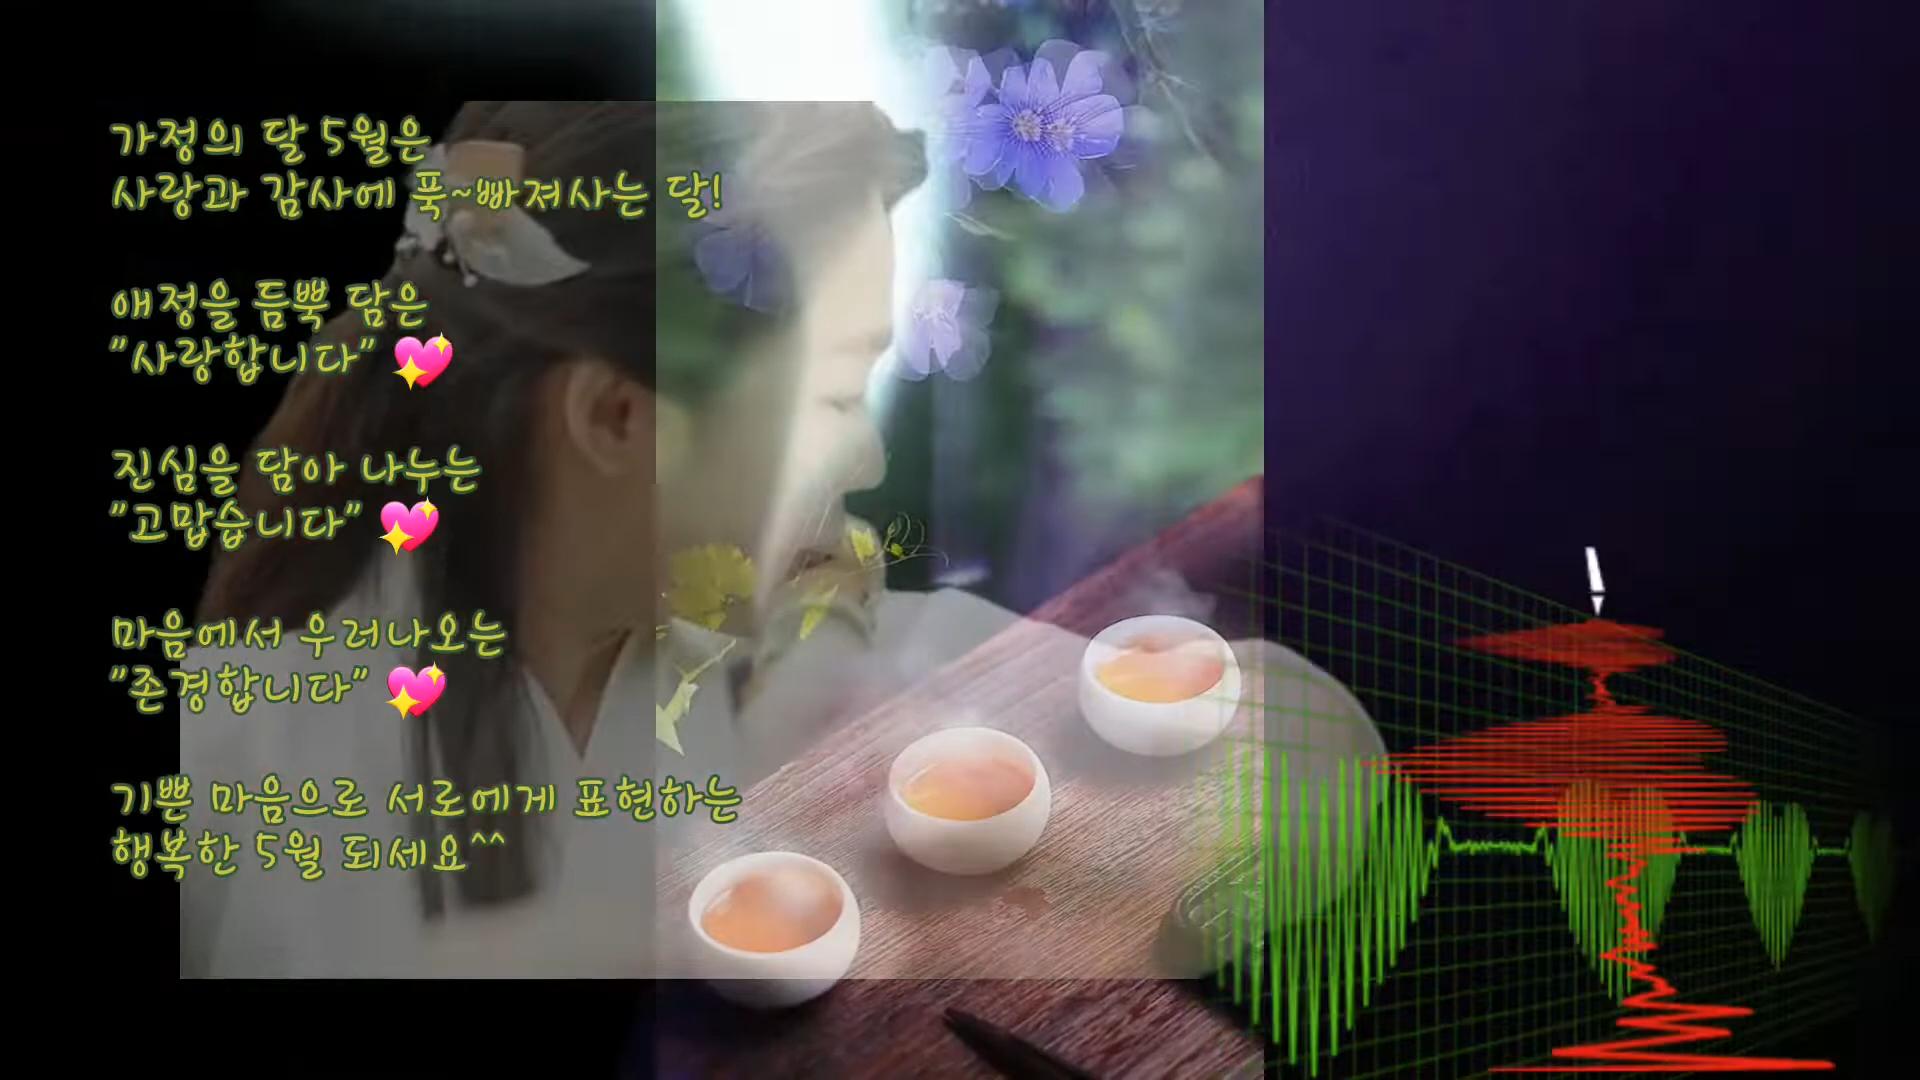 가정의 달 5월은
사랑과 감사에 푹~빠져사는 달!
애정을 듬뿍 담은
"사랑합니다" 💖
진심을 담아 나누는
"고맙습니다" 💖
마음에서 우러나오는
"존경합니다" 💖
기쁜 마음으로 서로에게 표현하는
행복한 5월 되세요^^